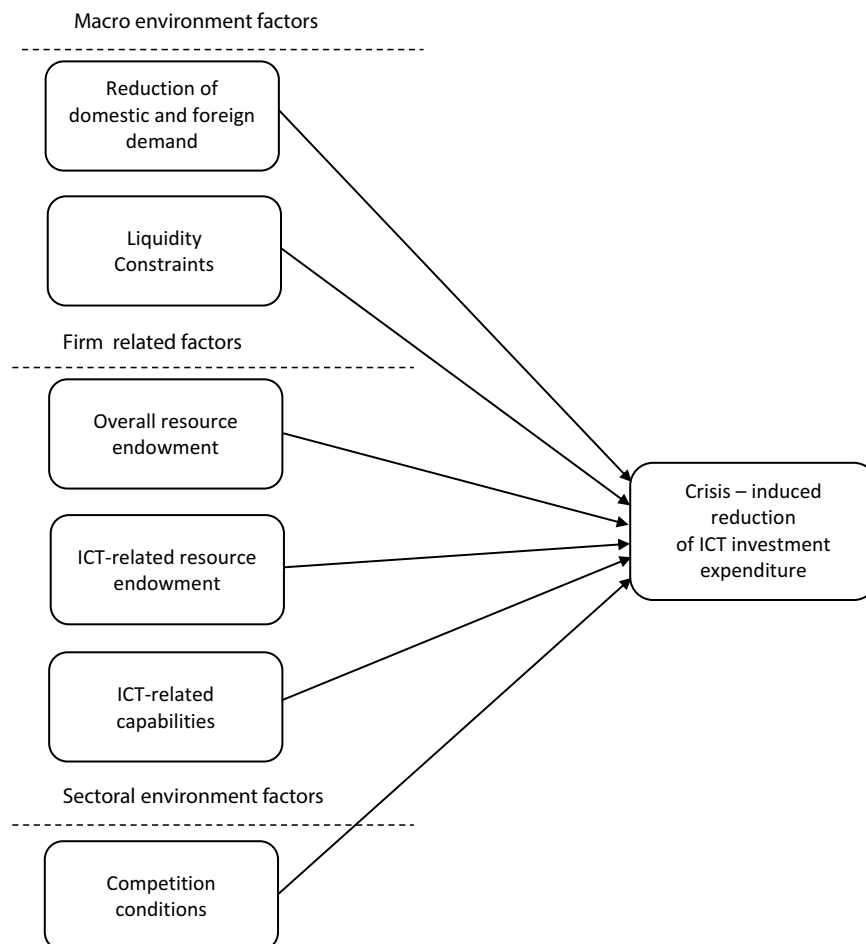 Macro environment factors
Reduction of
domestic and foreign
demand
Liquidity
Constraints
Firm related factors
Overall resource
endowment
ICT-related resource
endowment
ICT-related
capabilities
Sectoral environment factors
Competition
conditions
Crisis – induced
reduction
of ICT investment
expenditure